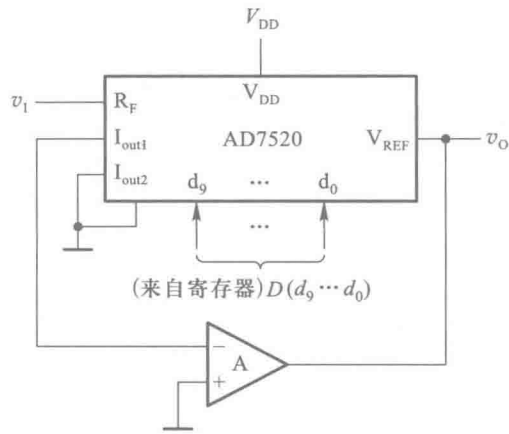 V_DD
v_I
R_F
V_DD
I_out1
AD7520
V_REF
v_O
I_out2
d_9 ... d_0
...
(来自寄存器)D(d_9···d_0)
−
A
+